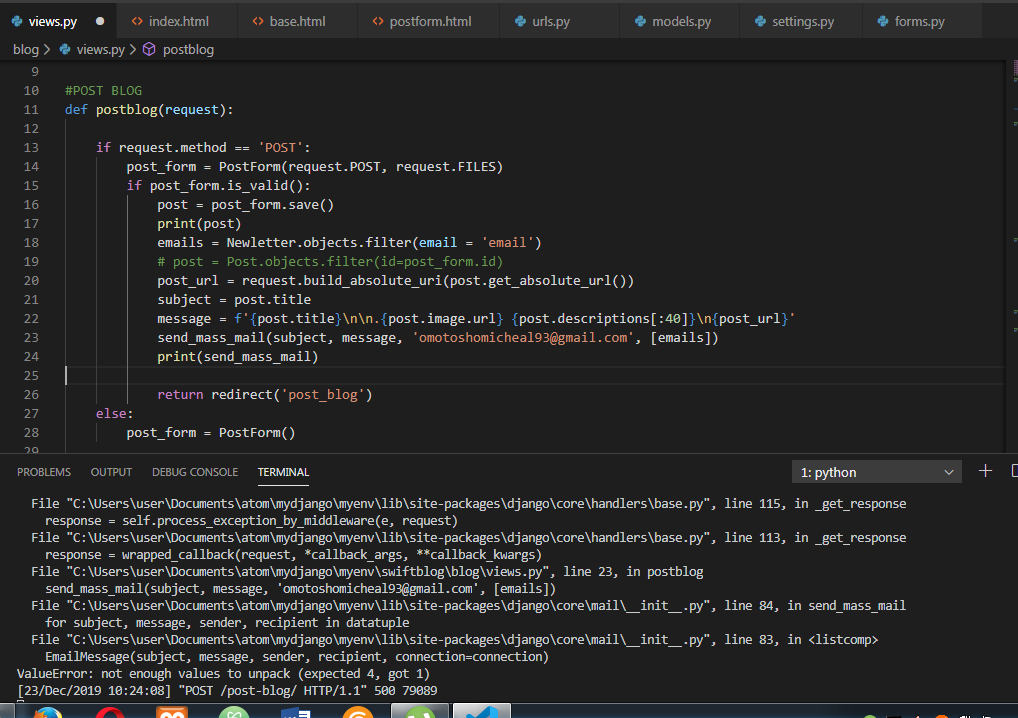 views.py ● index.html base.html postform.html urls.py models.py settings.py forms.py
blog > views.py > postblog
9
10 #POST BLOG
11 def postblog(request):
12
13 if request.method == 'POST':
14 post_form = PostForm(request.POST, request.FILES)
15 if post_form.is_valid():
16 post = post_form.save()
17 print(post)
18 emails = Newletter.objects.filter(email = 'email')
19 # post = Post.objects.filter(id=post_form.id)
20 post_url = request.build_absolute_uri(post.get_absolute_url())
21 subject = post.title
22 message = f'{post.title}\n\n.{post.image.url} {post.descriptions[:40]}\n{post_url}'
23 send_mass_mail(subject, message, 'omotoshomicheal93@gmail.com', [emails])
24 print(send_mass_mail)
25
26 return redirect('post_blog')
27 else:
28 post_form = PostForm()
29
PROBLEMS OUTPUT DEBUG CONSOLE TERMINAL 1: python
File "C:\Users\user\Documents\atom\mydjango\myenv\lib\site-packages\django\core\handlers\base.py", line 115, in _get_response
response = self.process_exception_by_middleware(e, request)
File "C:\Users\user\Documents\atom\mydjango\myenv\lib\site-packages\django\core\handlers\base.py", line 113, in _get_response
response = wrapped_callback(request, *callback_args, **callback_kwargs)
File "C:\Users\user\Documents\atom\mydjango\myenv\swiftblog\blog\views.py", line 23, in postblog
send_mass_mail(subject, message, 'omotoshomicheal93@gmail.com', [emails])
File "C:\Users\user\Documents\atom\mydjango\myenv\lib\site-packages\django\core\mail\__init__.py", line 84, in send_mass_mail
for subject, message, sender, recipient in datatuple
File "C:\Users\user\Documents\atom\mydjango\myenv\lib\site-packages\django\core\mail\__init__.py", line 83, in <listcomp>
EmailMessage(subject, message, sender, recipient, connection=connection)
ValueError: not enough values to unpack (expected 4, got 1)
[23/Dec/2019 10:24:08] "POST /post-blog/ HTTP/1.1" 500 79089